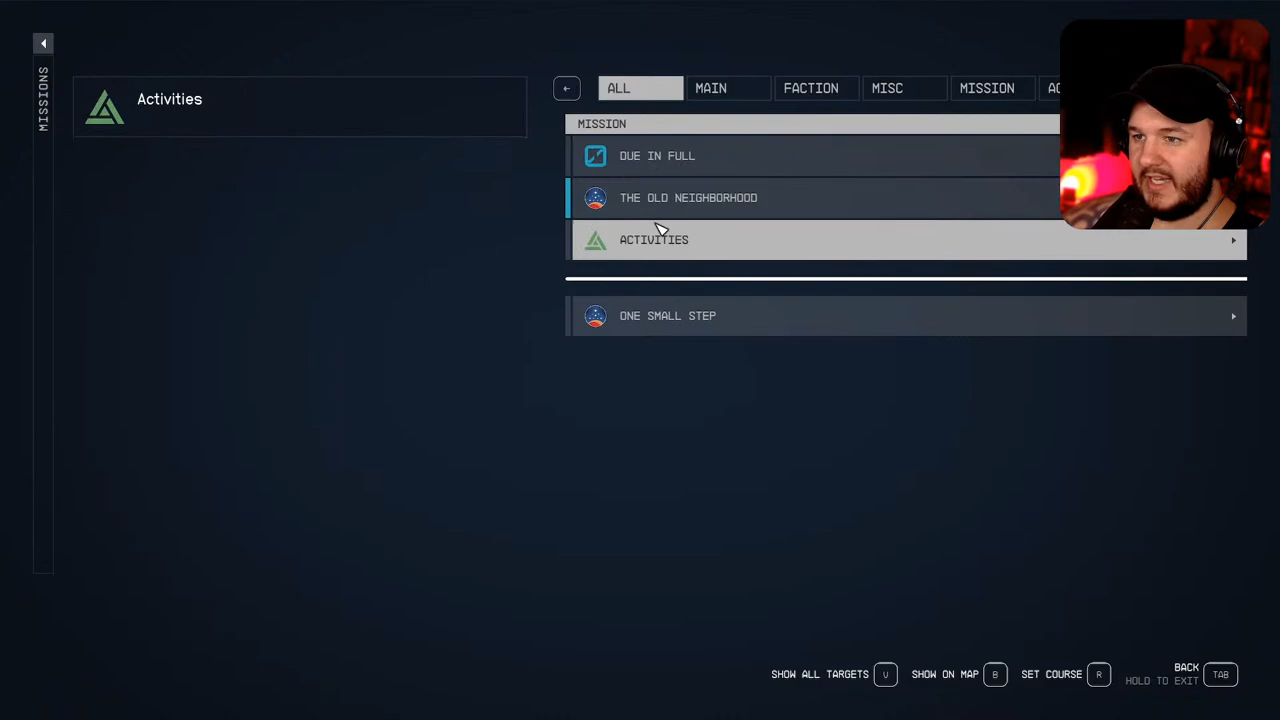 MISSIONS
Activities
ALL
MAIN
FACTION
MISC
MISSION
MISSION
DUE IN FULL
THE OLD NEIGHBORHOOD
ACTIVITIES
ONE SMALL STEP
SHOW ALL TARGETS V
SHOW ON MAP B
SET COURSE R
BACK
HOLD TO EXIT
TAB